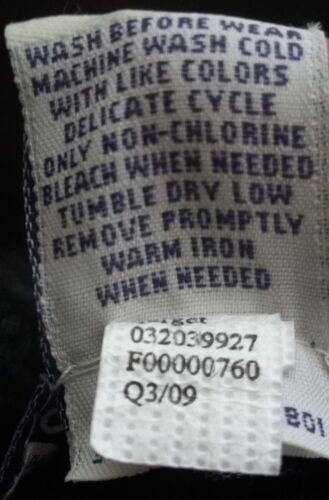 WASH BEFORE WEAR
MACHINE WASH COLD
WITH LIKE COLORS
DELICATE CYCLE
ONLY NON-CHLORINE
BLEACH WHEN NEEDED
TUMBLE DRY LOW
REMOVE PROMPTLY
WARM IRON
WHEN NEEDED
Target
032039927
F00000760
Q3/09